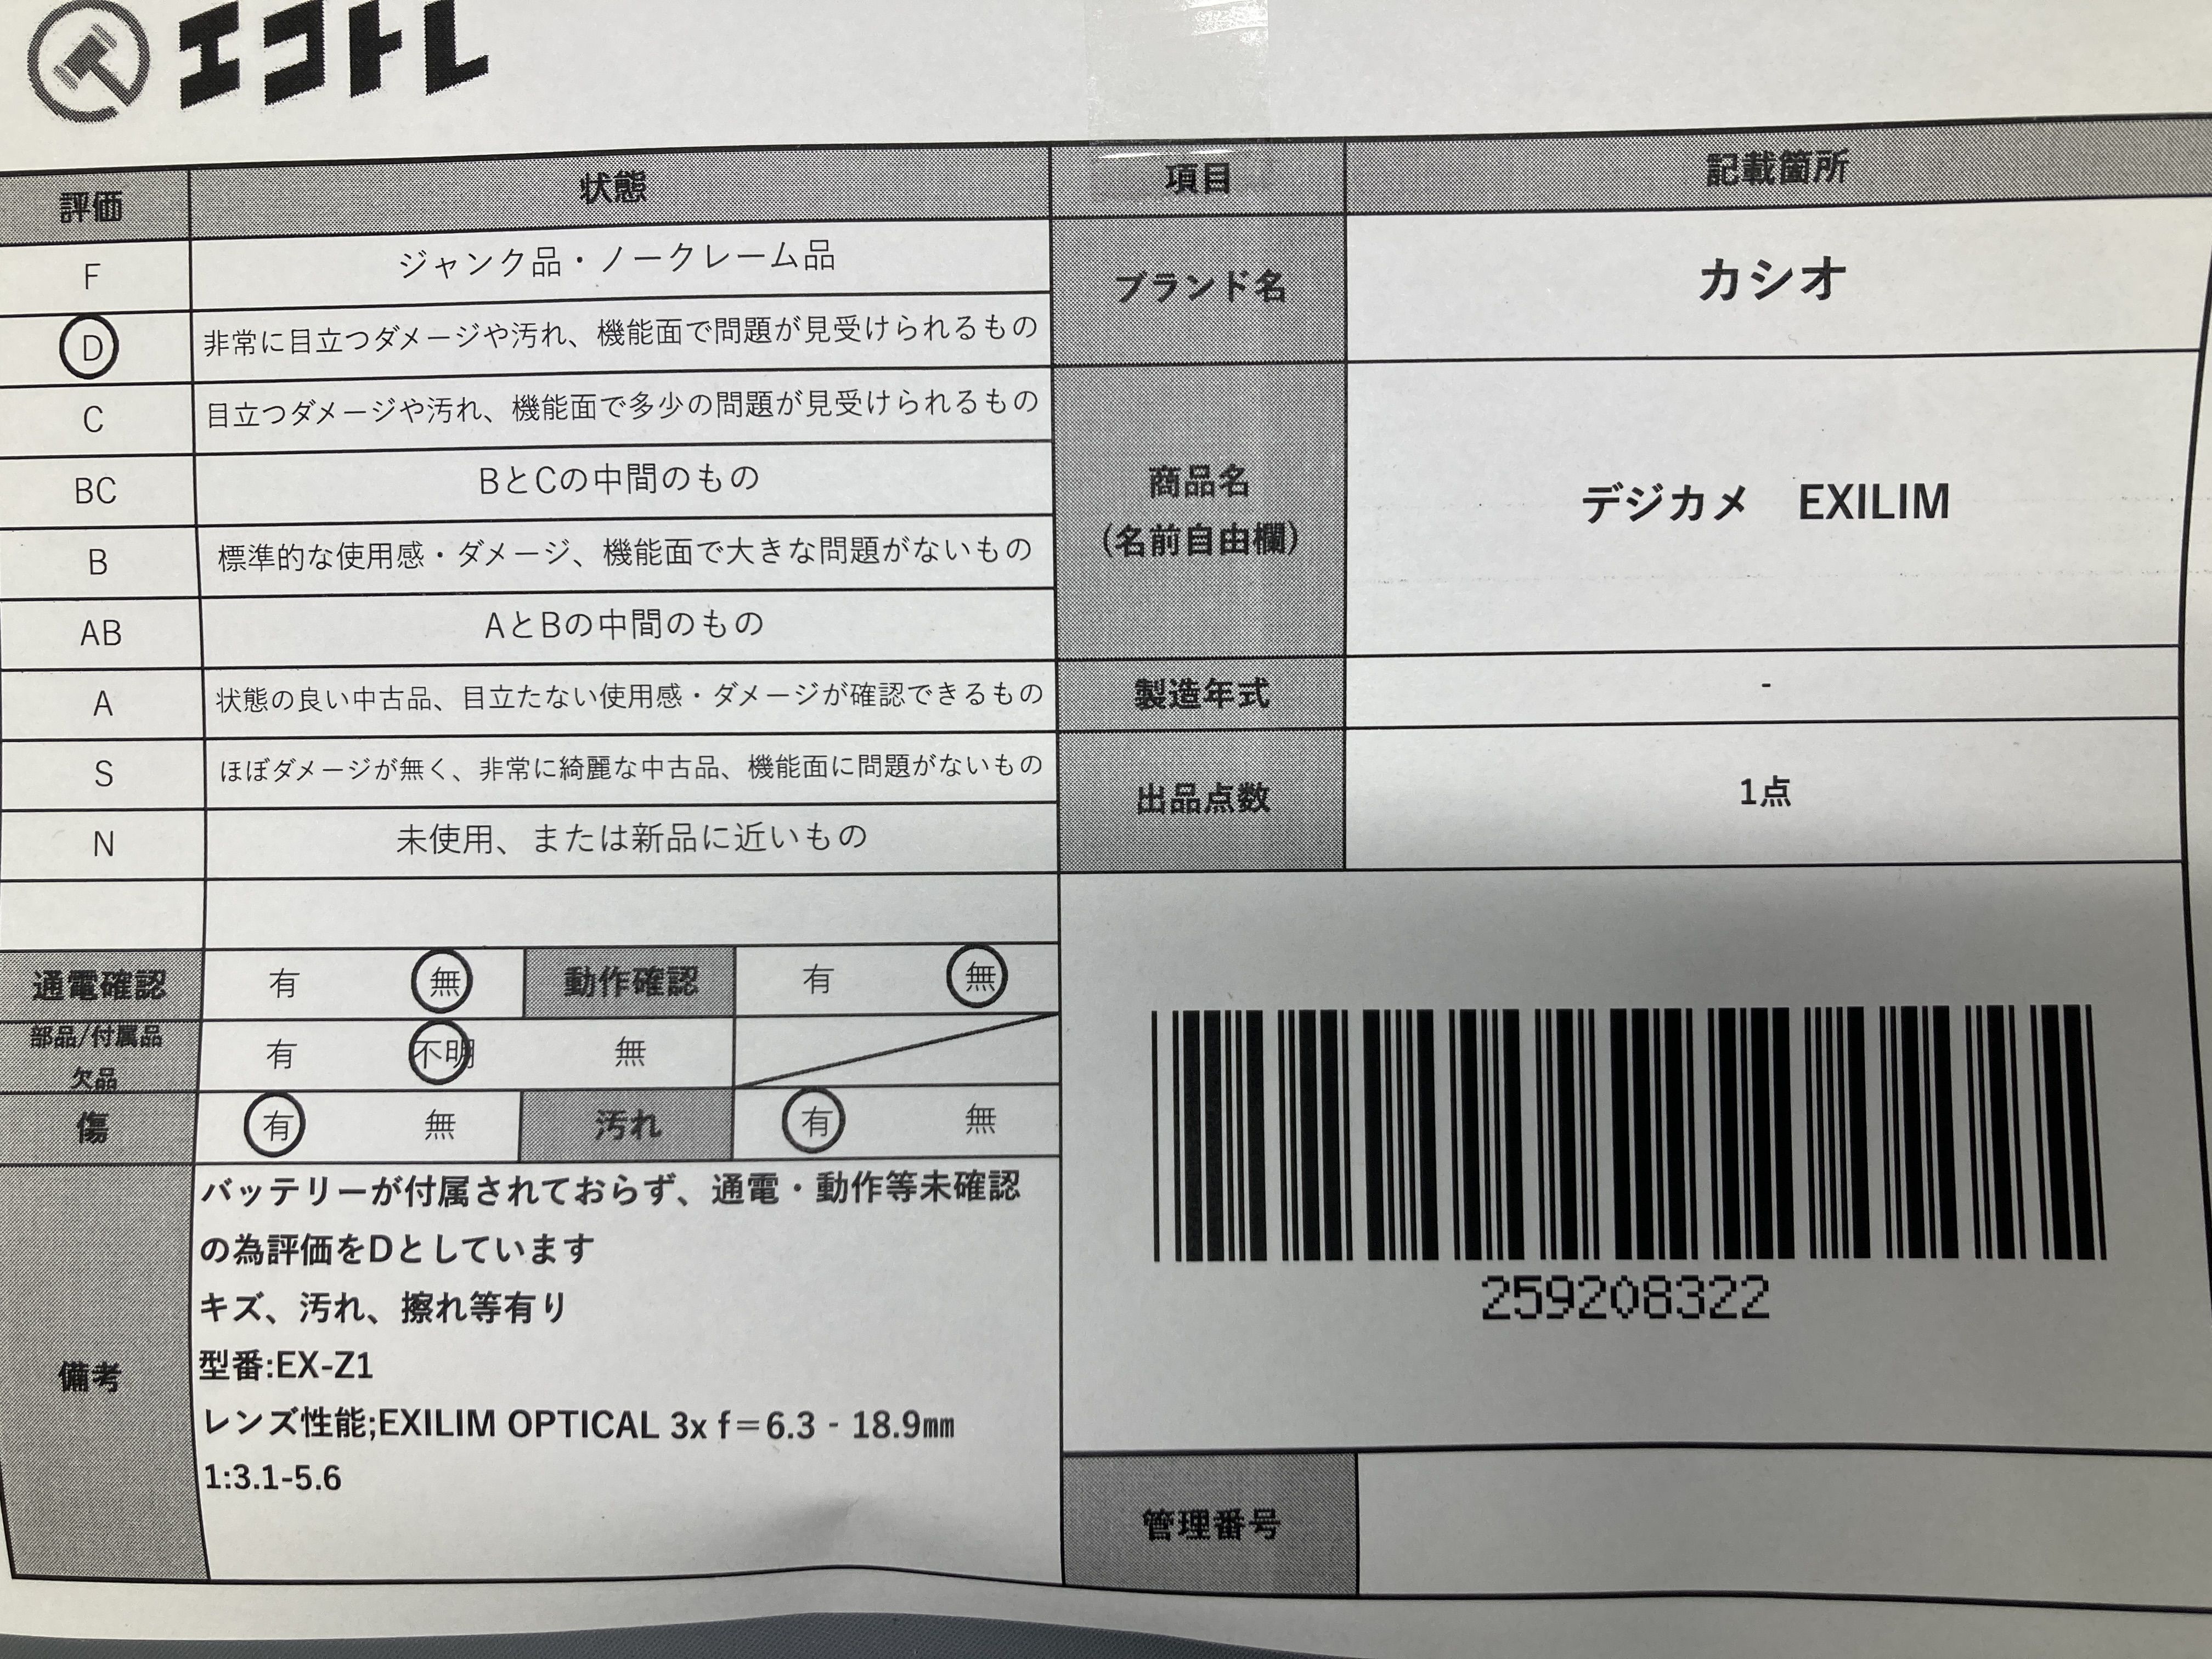 エコトレ
評価 状態
F ジャンク品・ノークレーム品
D 非常に目立つダメージや汚れ、機能面で問題が見受けられるもの
C 目立つダメージや汚れ、機能面で多少の問題が見受けられるもの
BC BとCの中間のもの
B 標準的な使用感・ダメージ、機能面で大きな問題がないもの
AB AとBの中間のもの
A 状態の良い中古品、目立たない使用感・ダメージが確認できるもの
S ほぼダメージが無く、非常に綺麗な中古品、機能面に問題がないもの
N 未使用、または新品に近いもの
通電確認 有 無 動作確認 有 無
部品/付属品
欠品 有 不明 無
傷 有 無 汚れ 有 無
備考
バッテリーが付属されておらず、通電・動作等未確認
の為評価をDとしています
キズ、汚れ、擦れ等有り
型番:EX-Z1
レンズ性能;EXILIM OPTICAL 3x f＝6.3 - 18.9㎜
1:3.1-5.6
項目 記載箇所
ブランド名 カシオ
商品名
(名前自由欄) デジカメ　EXILIM
製造年式 -
出品点数 1点
259208322
管理番号